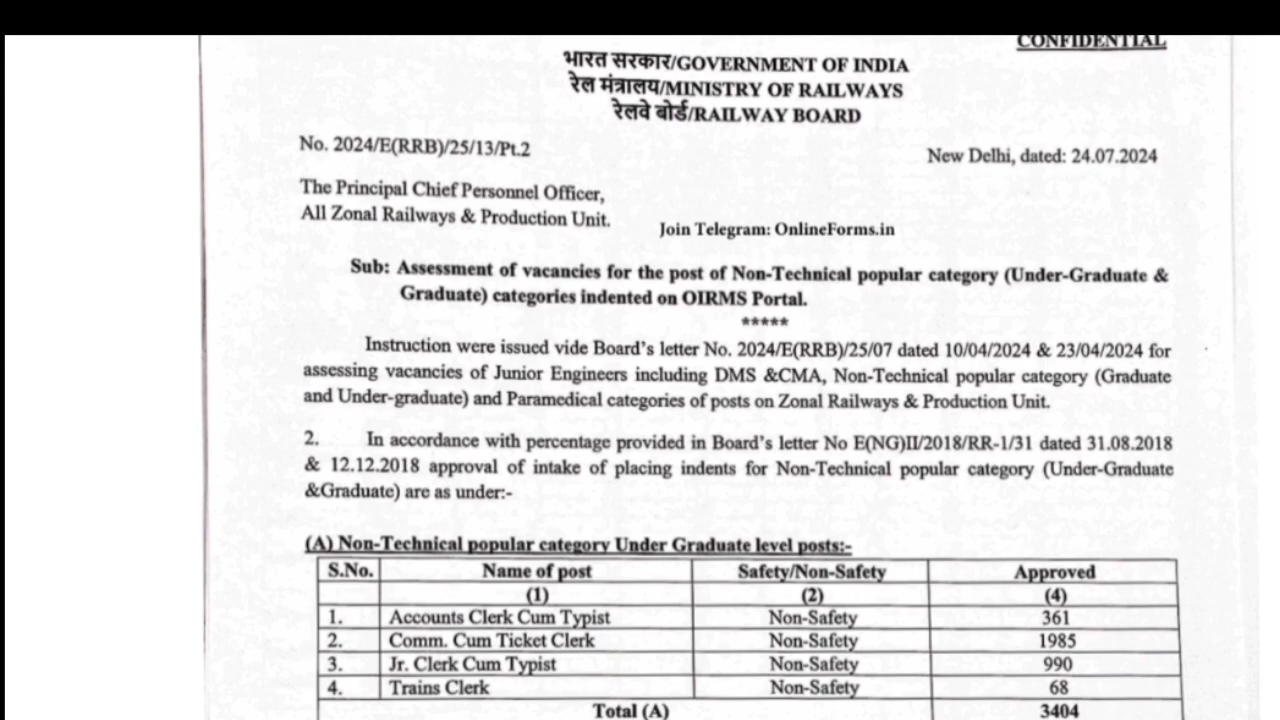 CONFIDENTIAL
भारत सरकार/GOVERNMENT OF INDIA
रेल मंत्रालय/MINISTRY OF RAILWAYS
रेलवे बोर्ड/RAILWAY BOARD
No. 2024/E(RRB)/25/13/Pt.2
New Delhi, dated: 24.07.2024
The Principal Chief Personnel Officer,
All Zonal Railways & Production Unit.
Join Telegram: OnlineForms.in
Sub: Assessment of vacancies for the post of Non-Technical popular category (Under-Graduate &
Graduate) categories indented on OIRMS Portal.
*****
Instruction were issued vide Board's letter No. 2024/E(RRB)/25/07 dated 10/04/2024 & 23/04/2024 for
assessing vacancies of Junior Engineers including DMS &CMA, Non-Technical popular category (Graduate
and Under-graduate) and Paramedical categories of posts on Zonal Railways & Production Unit.
2. In accordance with percentage provided in Board's letter No E(NG)II/2018/RR-1/31 dated 31.08.2018
& 12.12.2018 approval of intake of placing indents for Non-Technical popular category (Under-Graduate
&Graduate) are as under:-
(A) Non-Technical popular category Under Graduate level posts:-
S.No. Name of post Safety/Non-Safety Approved
(1) (2) (4)
1. Accounts Clerk Cum Typist Non-Safety 361
2. Comm. Cum Ticket Clerk Non-Safety 1985
3. Jr. Clerk Cum Typist Non-Safety 990
4. Trains Clerk Non-Safety 68
Total (A) 3404